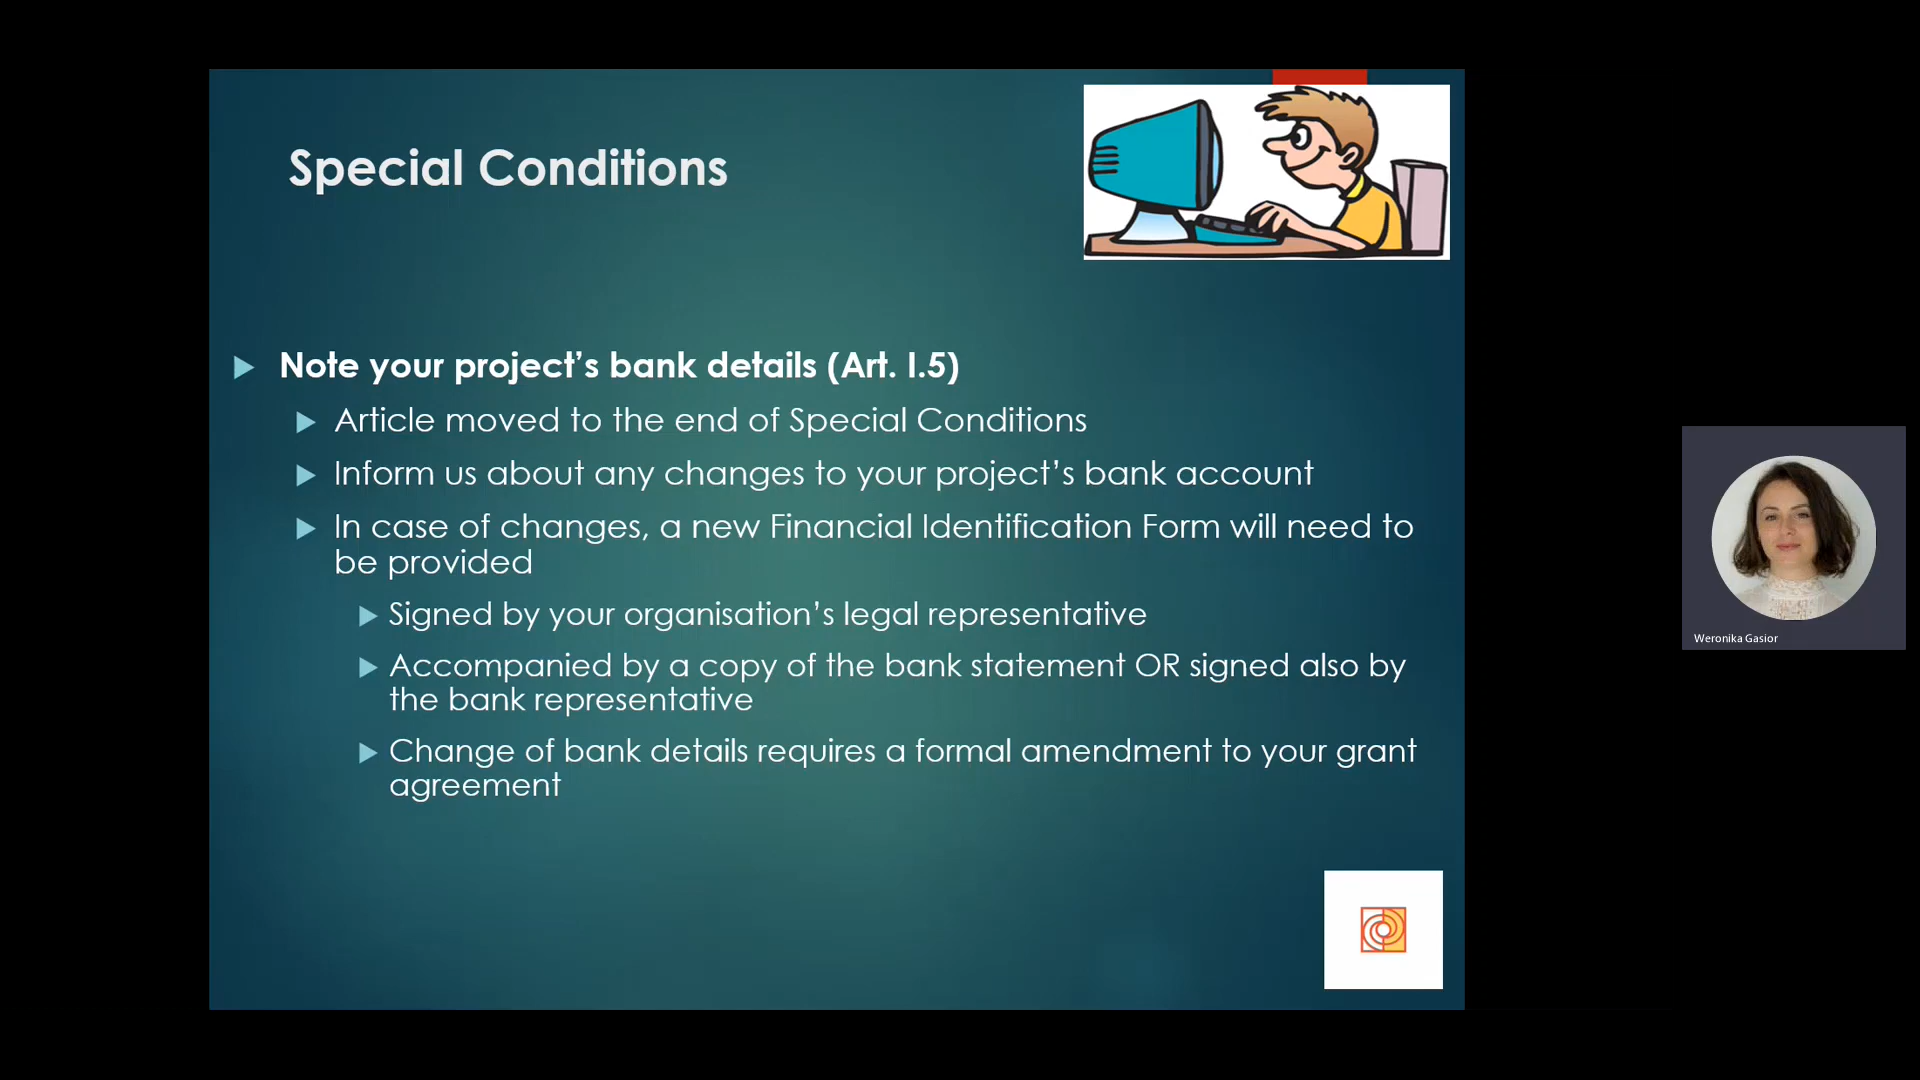 Special Conditions
Note your project’s bank details (Art. I.5)
Article moved to the end of Special Conditions
Inform us about any changes to your project’s bank account
In case of changes, a new Financial Identification Form will need to
be provided
Signed by your organisation’s legal representative
Accompanied by a copy of the bank statement OR signed also by
the bank representative
Change of bank details requires a formal amendment to your grant
agreement
Weronika Gasior